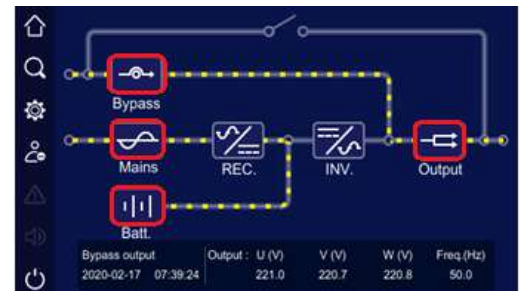 Bypass
Mains
REC.
INV.
Output
Batt.
Bypass output
Output : U (V) V (V) W (V) Freq.(Hz)
2020-02-17 07:39:24 221.0 220.7 220.8 50.0